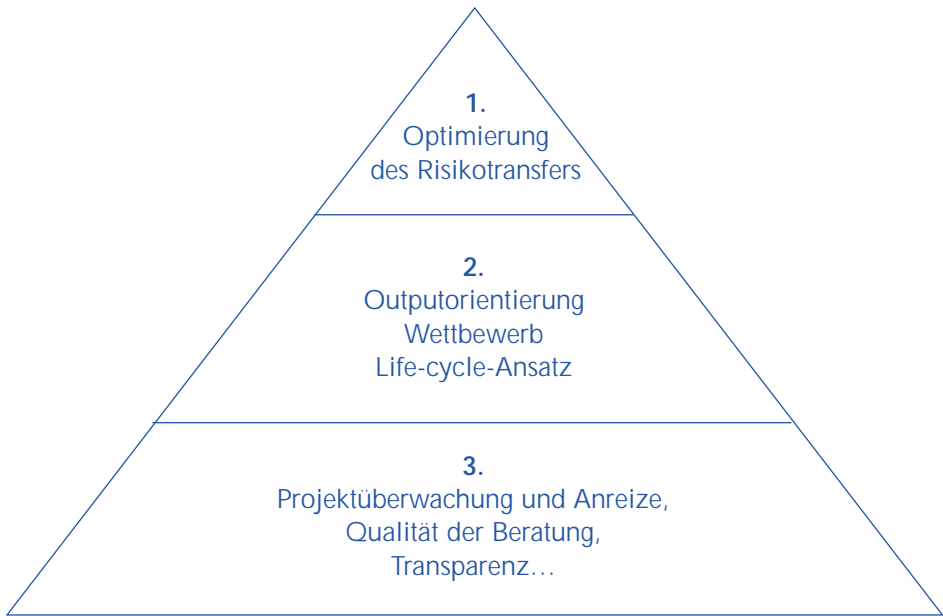 1.
Optimierung
des Risikotransfers
2.
Outputorientierung
Wettbewerb
Life-cycle-Ansatz
3.
Projektüberwachung und Anreize,
Qualität der Beratung,
Transparenz…